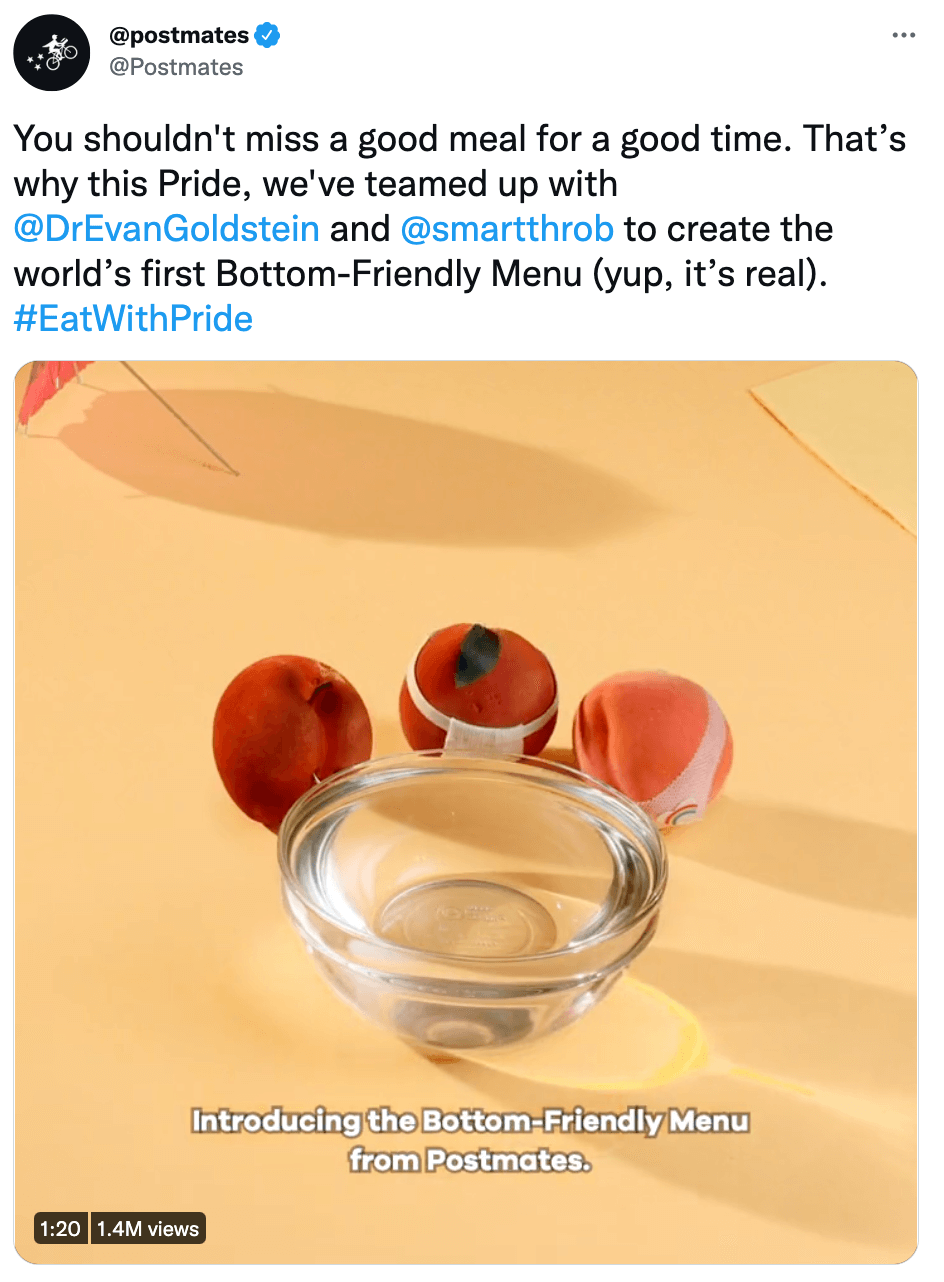 @postmates
@Postmates
You shouldn't miss a good meal for a good time. That’s
why this Pride, we've teamed up with
@DrEvanGoldstein and @smartthrob to create the
world’s first Bottom-Friendly Menu (yup, it’s real).
#EatWithPride
Introducing the Bottom-Friendly Menu
from Postmates.
1:20 1.4M views